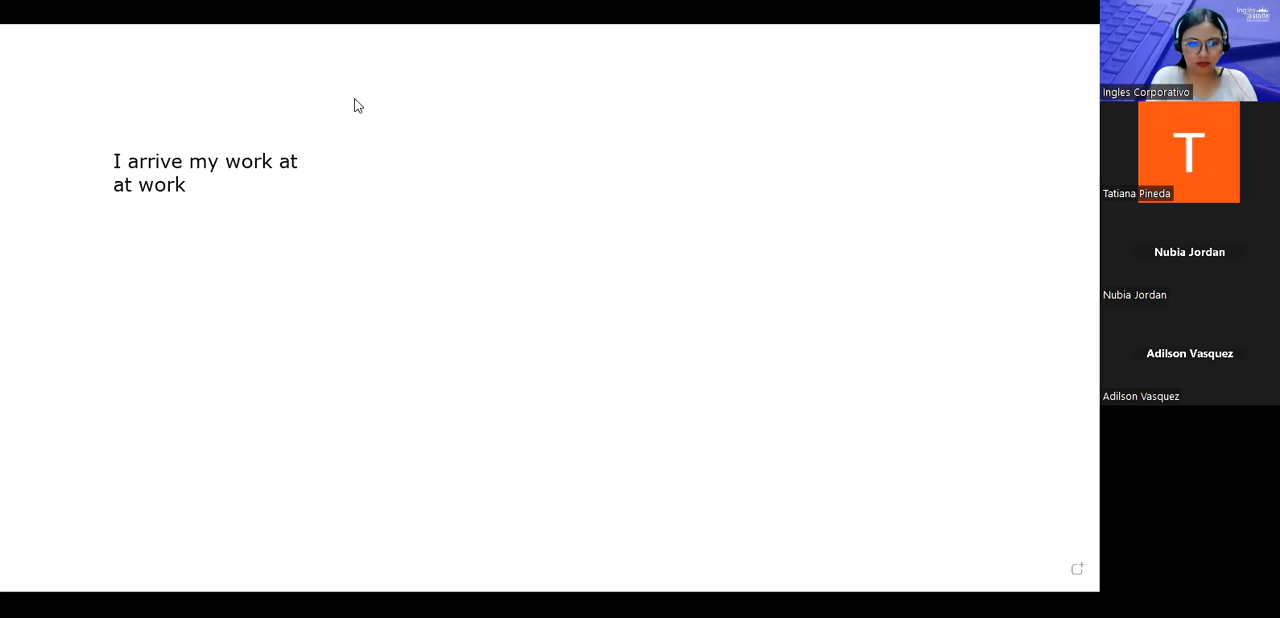 I arrive my work at
at work
Ingles Corporativo
T
Tatiana Pineda
Nubia Jordan
Nubia Jordan
Adilson Vasquez
Adilson Vasquez